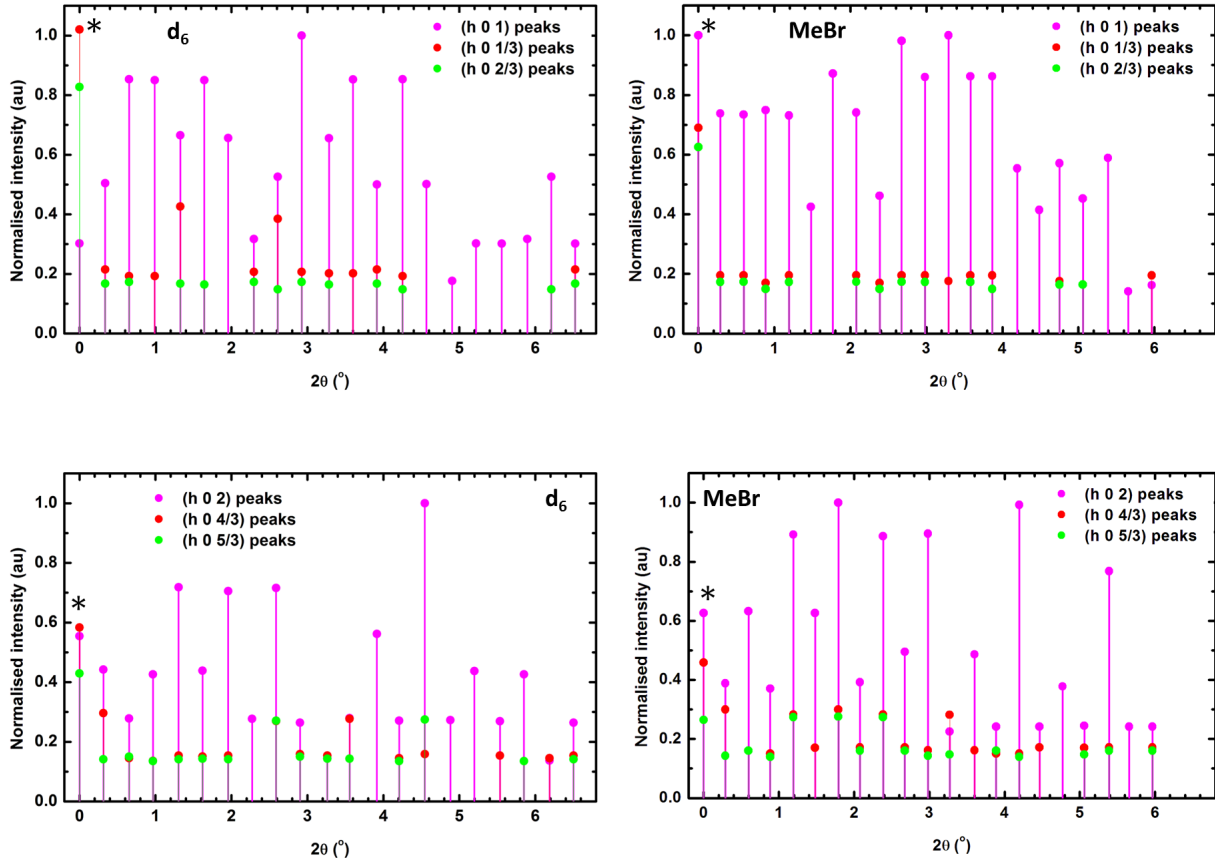 *
d6
(h 0 1) peaks
(h 0 1/3) peaks
(h 0 2/3) peaks
1.0
0.8
0.6
0.4
0.2
0.0
Normalised intensity (au)
0 1 2 3 4 5 6
2θ (°)
*
MeBr
(h 0 1) peaks
(h 0 1/3) peaks
(h 0 2/3) peaks
1.0
0.8
0.6
0.4
0.2
0.0
Normalised intensity (au)
0 1 2 3 4 5 6
2θ (°)
(h 0 2) peaks
(h 0 4/3) peaks
(h 0 5/3) peaks
d6
*
1.0
0.8
0.6
0.4
0.2
0.0
Normalised intensity (au)
0 1 2 3 4 5 6
2θ (°)
MeBr
(h 0 2) peaks
(h 0 4/3) peaks
(h 0 5/3) peaks
*
1.0
0.8
0.6
0.4
0.2
0.0
Normalised intensity (au)
0 1 2 3 4 5 6
2θ (°)